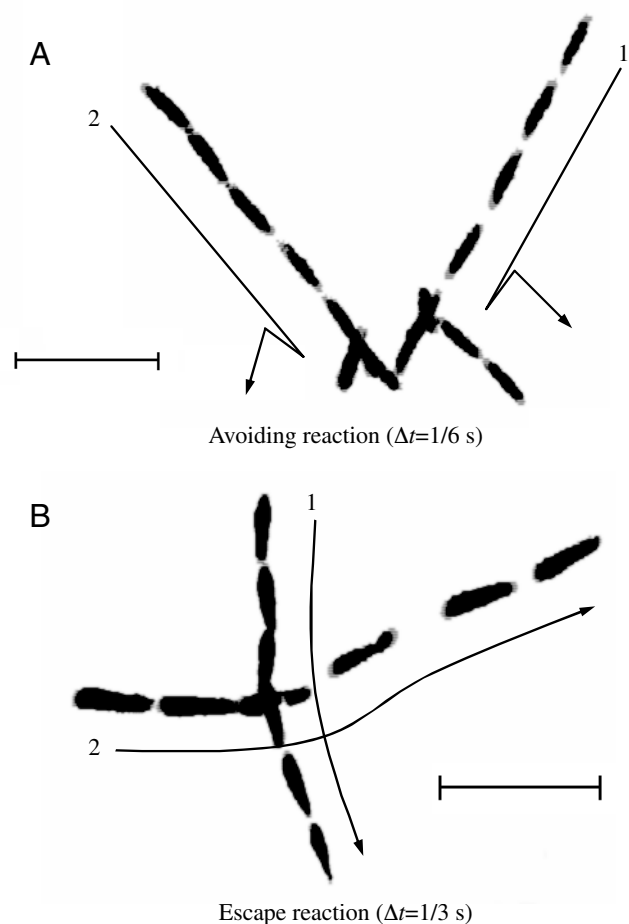 A
1
2
Avoiding reaction (Δt=1/6 s)
B
1
2
Escape reaction (Δt=1/3 s)